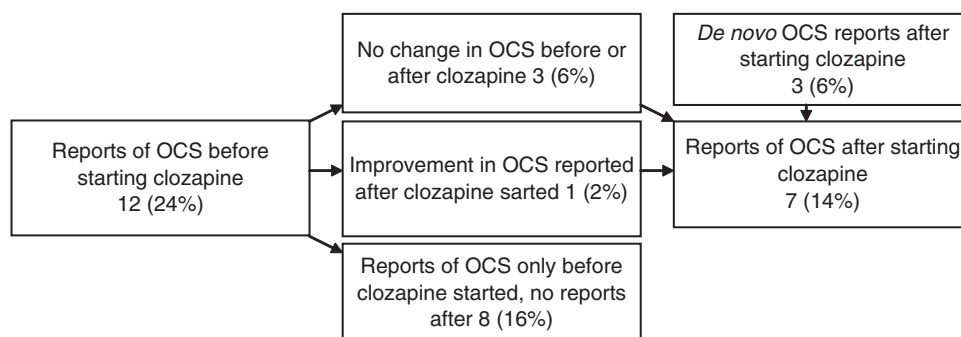 No change in OCS before or
after clozapine 3 (6%)
De novo OCS reports after
starting clozapine
3 (6%)
Reports of OCS before
starting clozapine
12 (24%)
Improvement in OCS reported
after clozapine sarted 1 (2%)
Reports of OCS after starting
clozapine
7 (14%)
Reports of OCS only before
clozapine started, no reports
after 8 (16%)